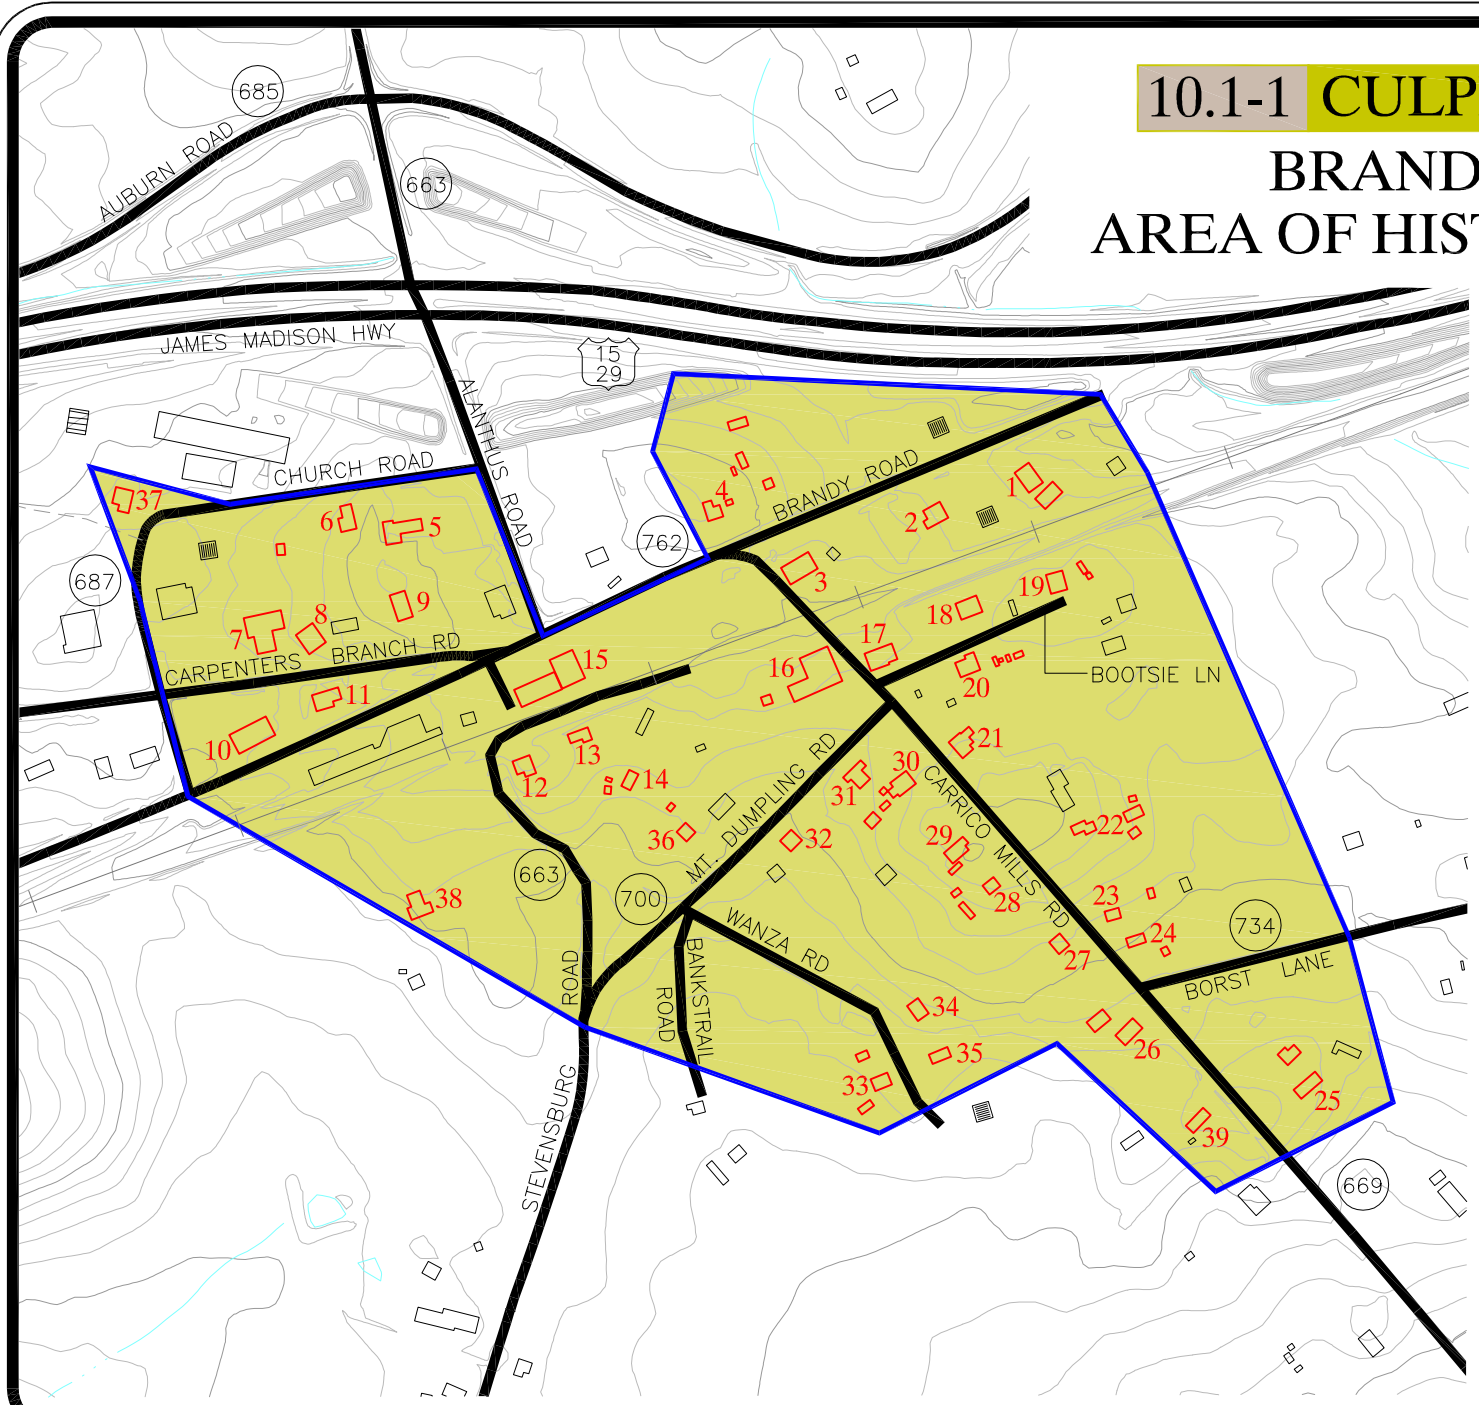 10.1-1 CULP
BRAND
AREA OF HIST
685
AUBURN ROAD
663
JAMES MADISON HWY
15
29
ALANTHUS ROAD
CHURCH ROAD
BRANDY ROAD
762
687
37
6
5
4
2
1
3
7
8
9
CARPENTERS BRANCH RD
15
16
17
18
19
BOOTSIE LN
20
11
10
12
13
14
36
MT. DUMPLING RD
31
30
21
CARRICO MILLS RD
22
32
29
28
27
23
24
38
663
700
WANZA RD
734
BORST LANE
BANKSTRAIL
ROAD
STEVENSBURG ROAD
34
35
33
26
25
39
669